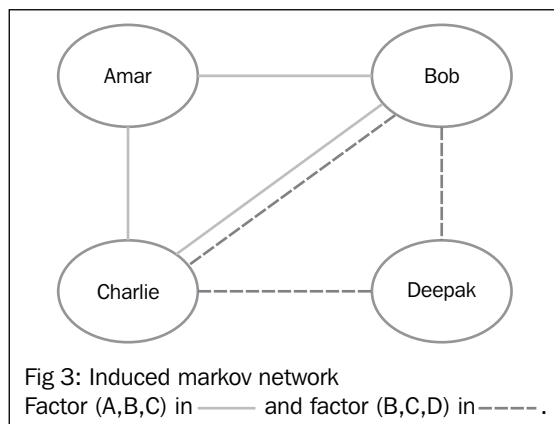 Amar
Bob
Charlie
Deepak
Fig 3: Induced markov network
Factor (A,B,C) in and factor (B,C,D) in .